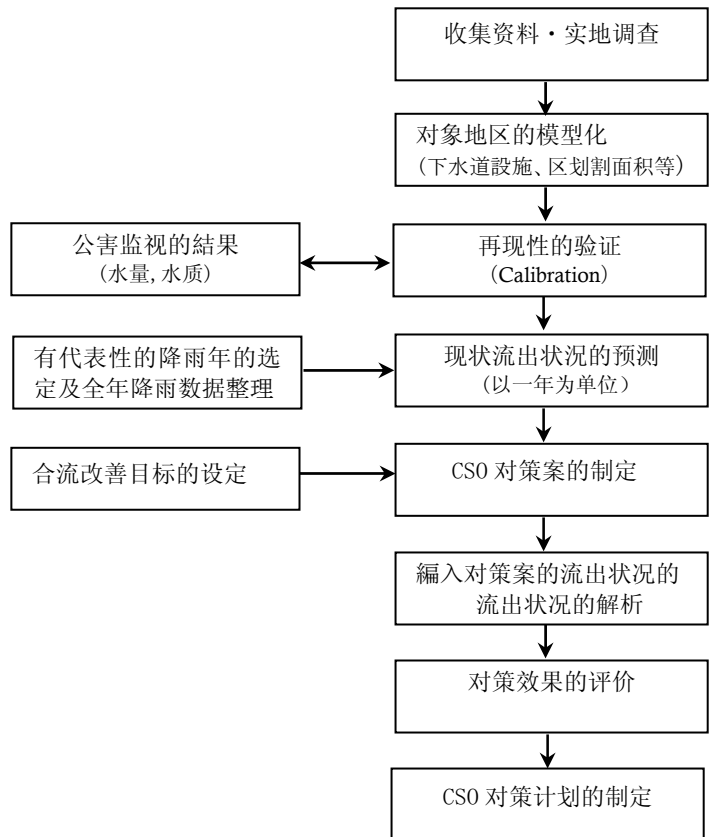 收集资料・实地调查
对象地区的模型化
(下水道設施、区划割面积等)
公害监视的結果
(水量,水质)
再现性的验证
(Calibration)
有代表性的降雨年的选
定及全年降雨数据整理
现状流出状況的预测
(以一年为单位)
合流改善目标的设定
CSO 对策案的制定
編入对策案的流出状况的
流出状况的解析
对策效果的评价
CSO 对策计划的制定